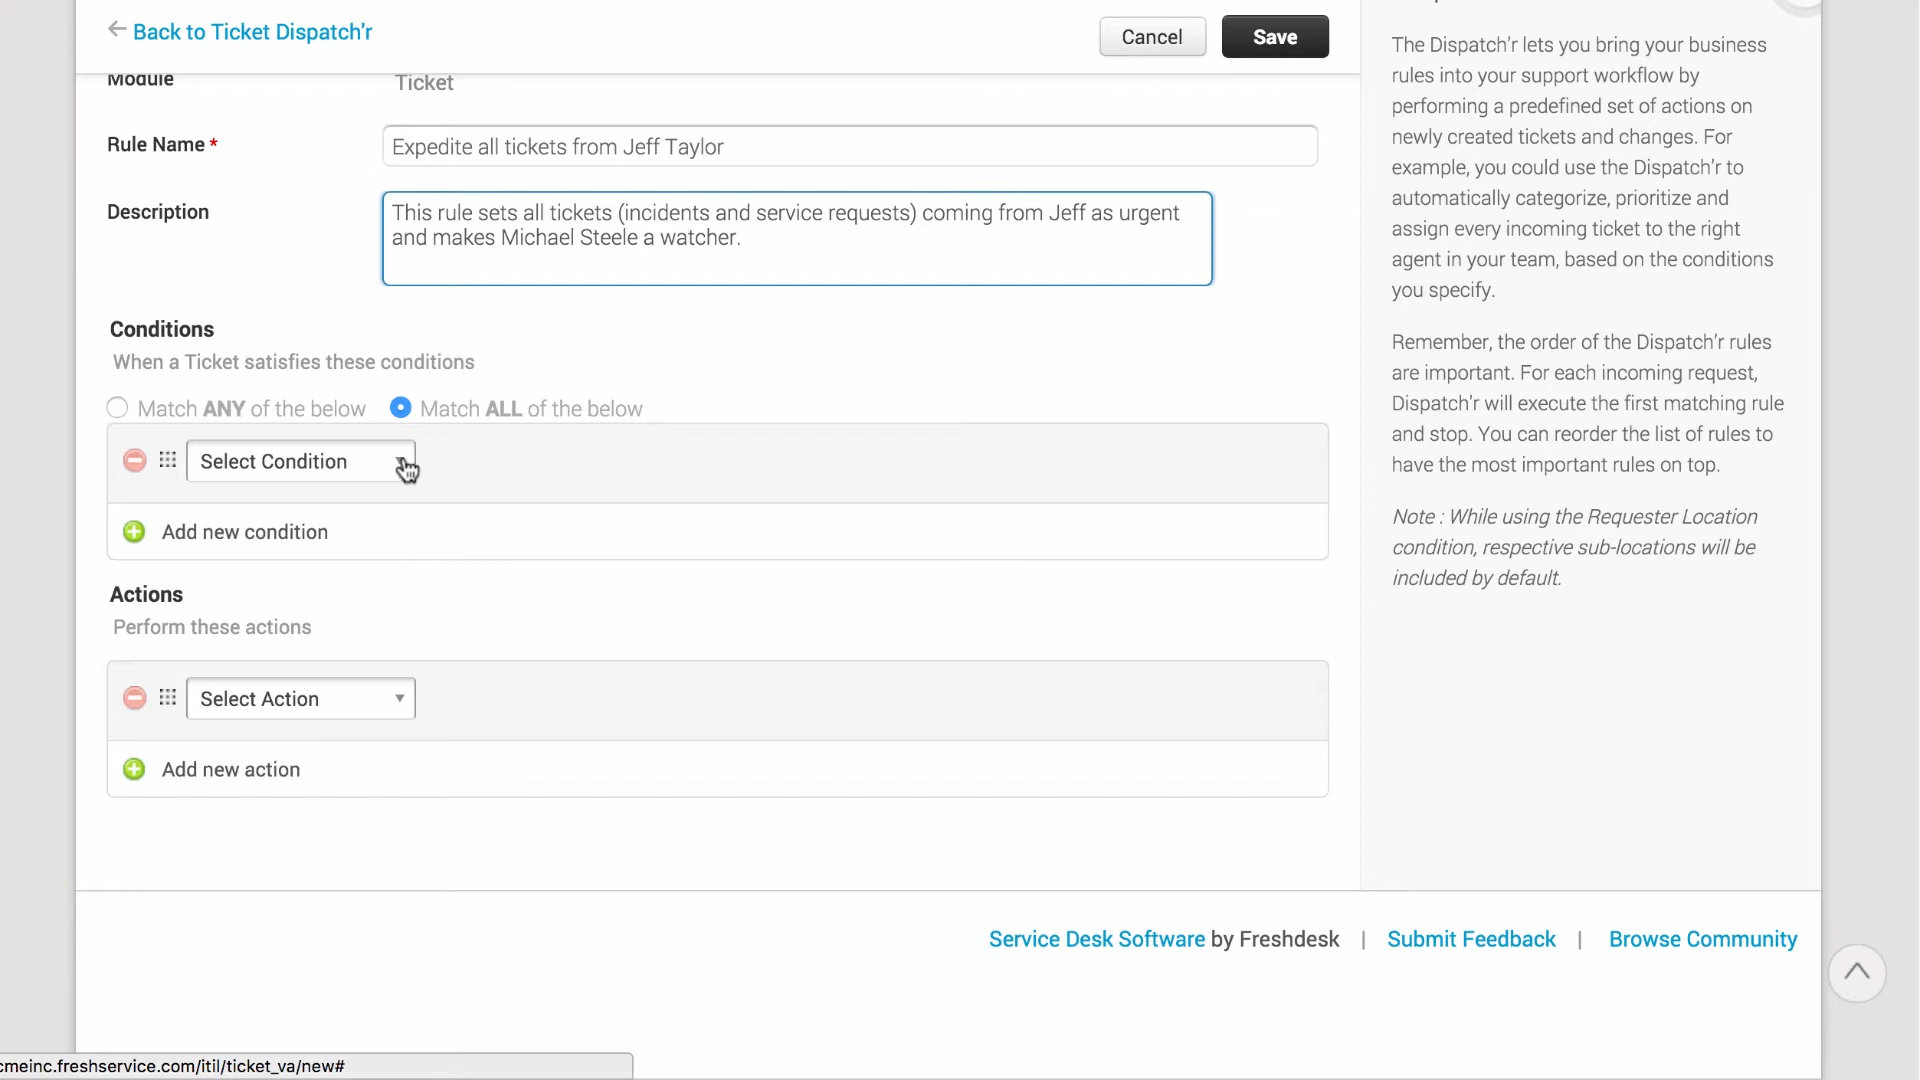 ← Back to Ticket Dispatch'r
Cancel
Save
Module
Ticket
Rule Name *
Expedite all tickets from Jeff Taylor
Description
This rule sets all tickets (incidents and service requests) coming from Jeff as urgent
and makes Michael Steele a watcher.
Conditions
When a Ticket satisfies these conditions
Match ANY of the below
Match ALL of the below
Select Condition
Add new condition
Actions
Perform these actions
Select Action
Add new action
The Dispatch'r lets you bring your business
rules into your support workflow by
performing a predefined set of actions on
newly created tickets and changes. For
example, you could use the Dispatch'r to
automatically categorize, prioritize and
assign every incoming ticket to the right
agent in your team, based on the conditions
you specify.
Remember, the order of the Dispatch'r rules
are important. For each incoming request,
Dispatch'r will execute the first matching rule
and stop. You can reorder the list of rules to
have the most important rules on top.
Note : While using the Requester Location
condition, respective sub-locations will be
included by default.
Service Desk Software by Freshdesk | Submit Feedback | Browse Community
cmeinc.freshservice.com/itil/ticket_va/new#